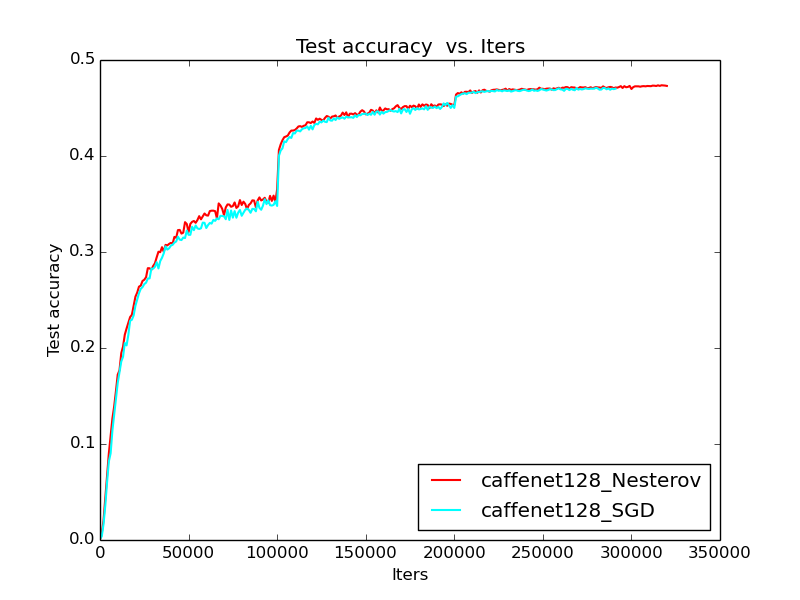 Test accuracy  vs. Iters
Test accuracy
0.5
0.4
0.3
0.2
0.1
0.0
0 50000 100000 150000 200000 250000 300000 350000
Iters
caffenet128_Nesterov
caffenet128_SGD